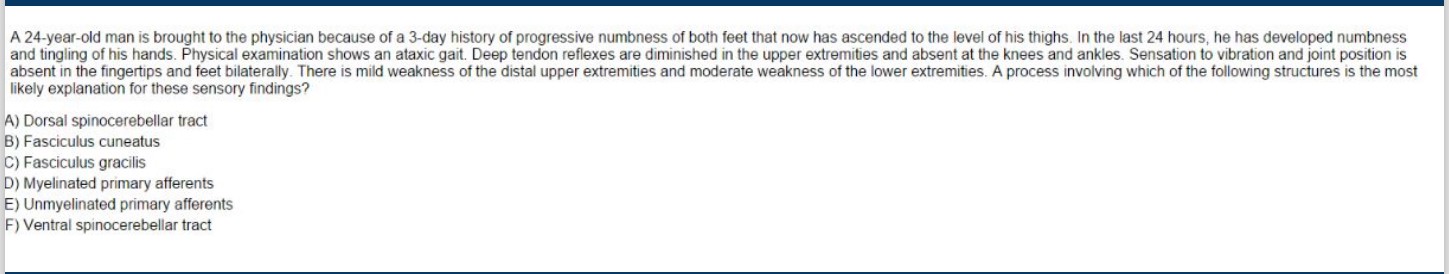 A 24-year-old man is brought to the physician because of a 3-day history of progressive numbness of both feet that now has ascended to the level of his thighs. In the last 24 hours, he has developed numbness
and tingling of his hands. Physical examination shows an ataxic gait. Deep tendon reflexes are diminished in the upper extremities and absent at the knees and ankles. Sensation to vibration and joint position is
absent in the fingertips and feet bilaterally. There is mild weakness of the distal upper extremities and moderate weakness of the lower extremities. A process involving which of the following structures is the most
likely explanation for these sensory findings?
A) Dorsal spinocerebellar tract
B) Fasciculus cuneatus
C) Fasciculus gracilis
D) Myelinated primary afferents
E) Unmyelinated primary afferents
F) Ventral spinocerebellar tract